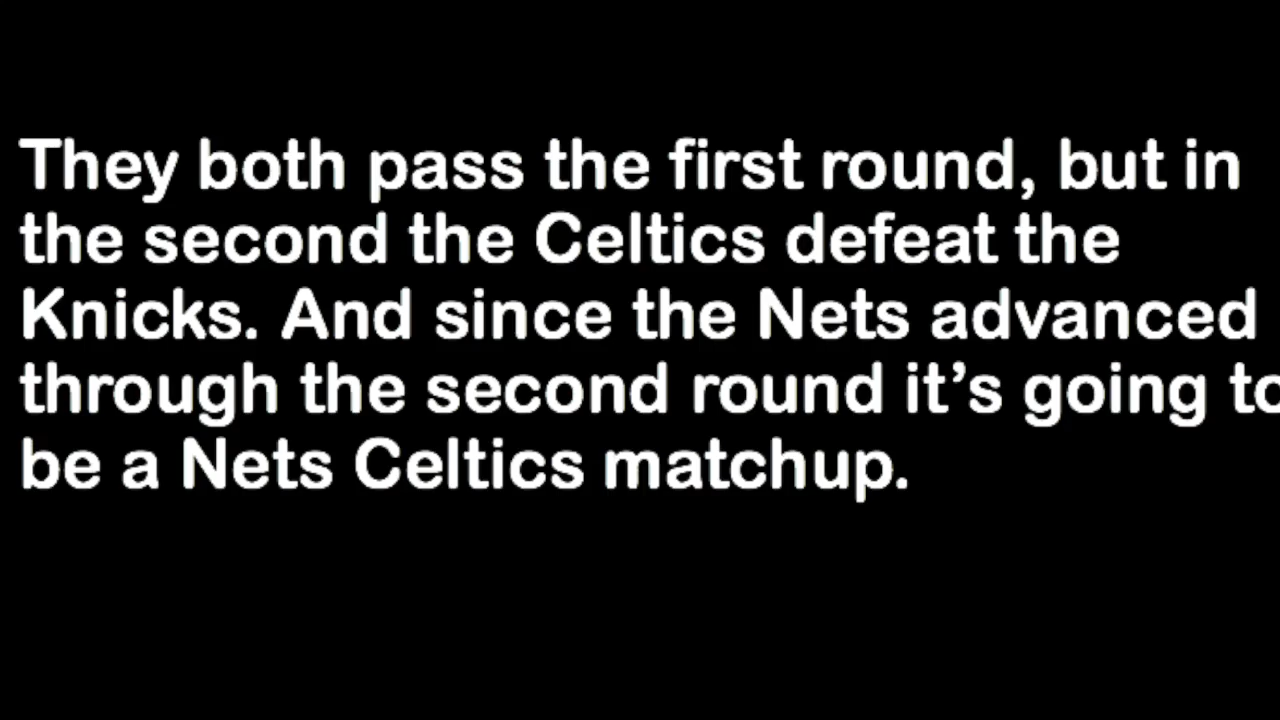 They both pass the first round, but in
the second the Celtics defeat the
Knicks. And since the Nets advanced
through the second round it’s going to
be a Nets Celtics matchup.